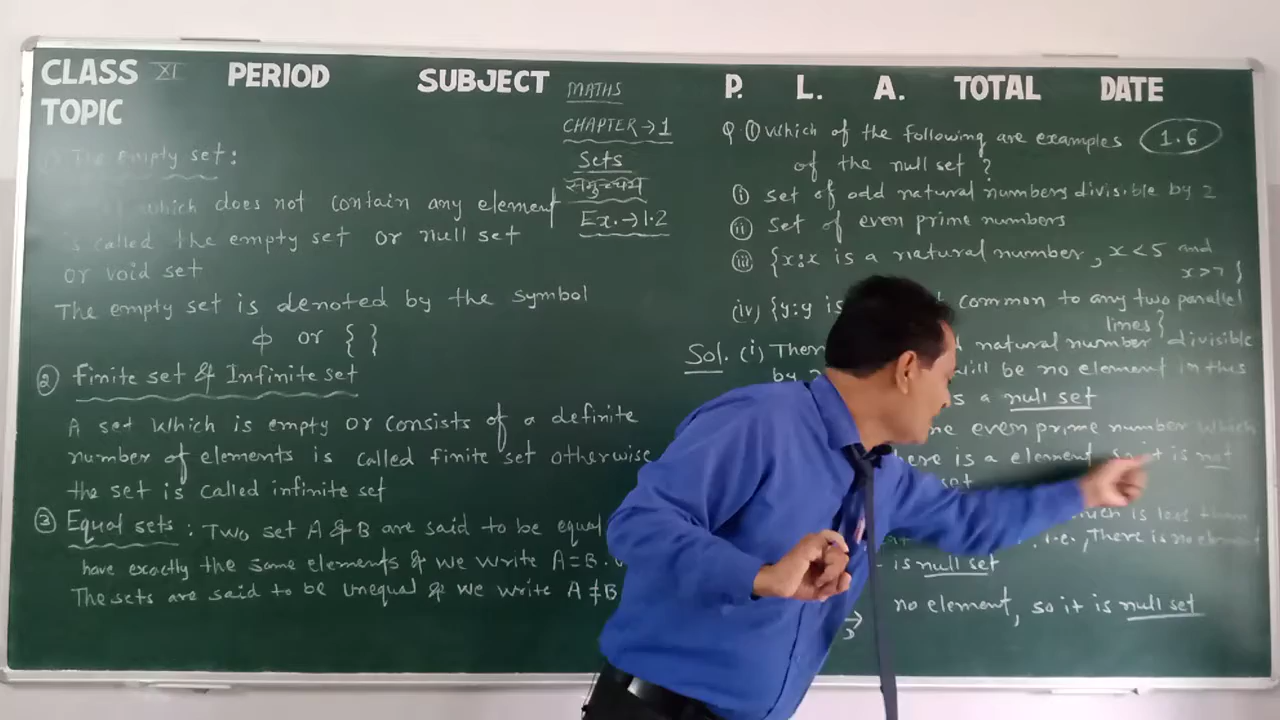 CLASS XI PERIOD SUBJECT MATHS P. L. A. TOTAL DATE
TOPIC
CHAPTER → 1
Sets
समुच्चय
Ex. → 1.2
The empty set:
which does not contain any element
is called the empty set or null set
or void set
The empty set is denoted by the symbol
ϕ or { }
② Finite set & Infinite set
A set which is empty or consists of a definite
number of elements is called finite set otherwise
the set is called infinite set
③ Equal sets : Two set A & B are said to be equal
have exactly the same elements & we write A = B.
The sets are said to be unequal & we write A ≠ B
Q ① Which of the following are examples 1.6
of the null set ?
(i) set of odd natural numbers divisible by 2
(ii) set of even prime numbers
(iii) {x:x is a natural number, x < 5 and
x > 7 }
(iv) {y:y is common to any two parallel
lines}
Sol. (i) There natural number divisible
by will be no element in this
is a null set
even prime number which
there is a element so it is not
set
which is less than
i.e., There is no element
is null set
no element, so it is null set